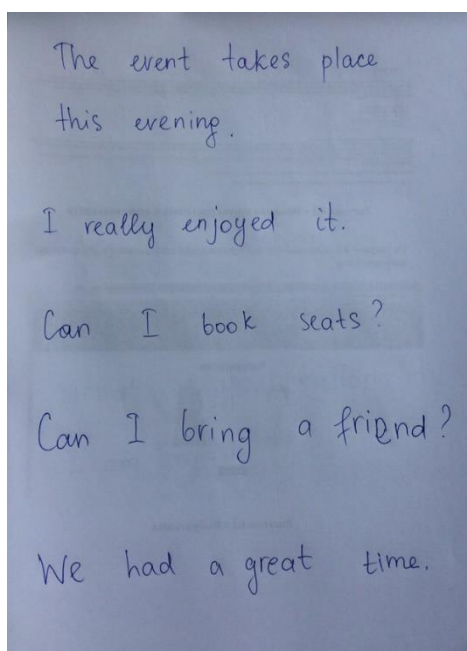 The event takes place
this evening.
I really enjoyed it.
Can I book seats?
Can I bring a friend?
We had a great time.